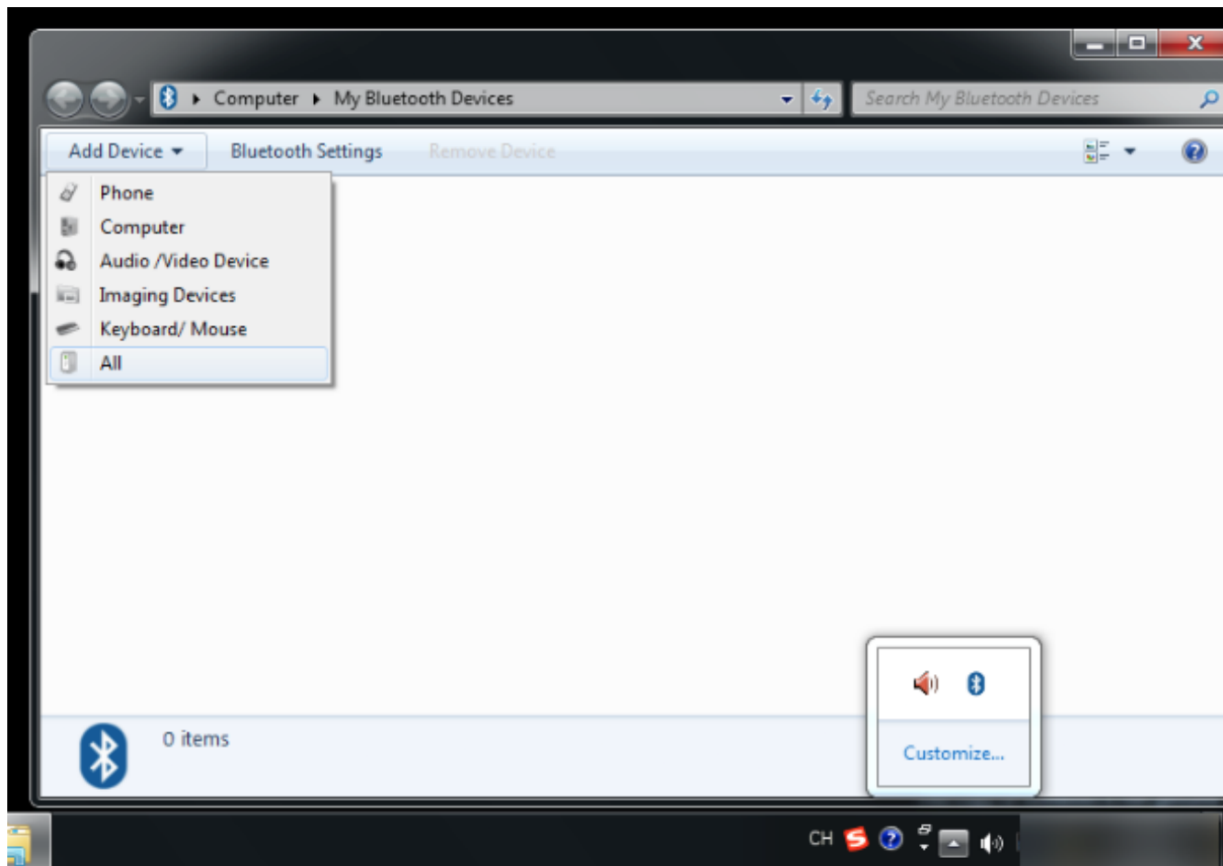 Computer ▸ My Bluetooth Devices
Search My Bluetooth Devices
Add Device
Bluetooth Settings
Remove Device
Phone
Computer
Audio /Video Device
Imaging Devices
Keyboard/ Mouse
All
0 items
Customize...
CH